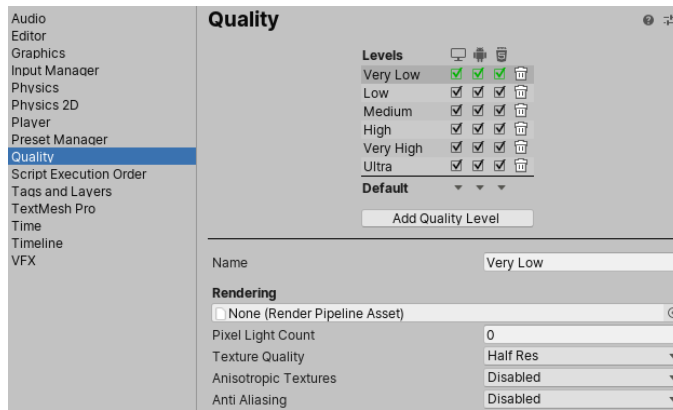 Audio
Editor
Graphics
Input Manager
Physics
Physics 2D
Player
Preset Manager
Quality
Script Execution Order
Tags and Layers
TextMesh Pro
Time
Timeline
VFX
Quality
Levels
Very Low
Low
Medium
High
Very High
Ultra
Default
Add Quality Level
Name Very Low
Rendering
None (Render Pipeline Asset)
Pixel Light Count 0
Texture Quality Half Res
Anisotropic Textures Disabled
Anti Aliasing Disabled